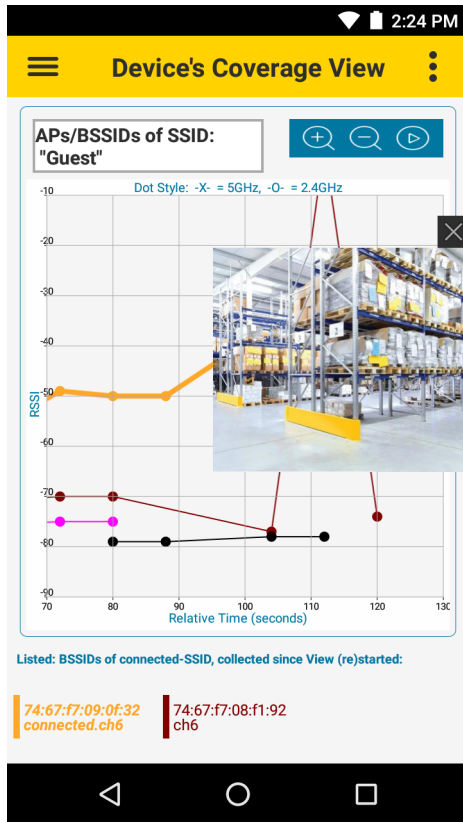 2:24 PM
Device's Coverage View
APs/BSSIDs of SSID:
"Guest"
Dot Style: -X- = 5GHz, -O- = 2.4GHz
-10
-20
-30
-40
RSSI
-60
-70
-80
-90
70 80 90 100 110 120 130
Relative Time (seconds)
Listed: BSSIDs of connected-SSID, collected since View (re)started:
74:67:f7:09:0f:32
connected.ch6
74:67:f7:08:f1:92
ch6